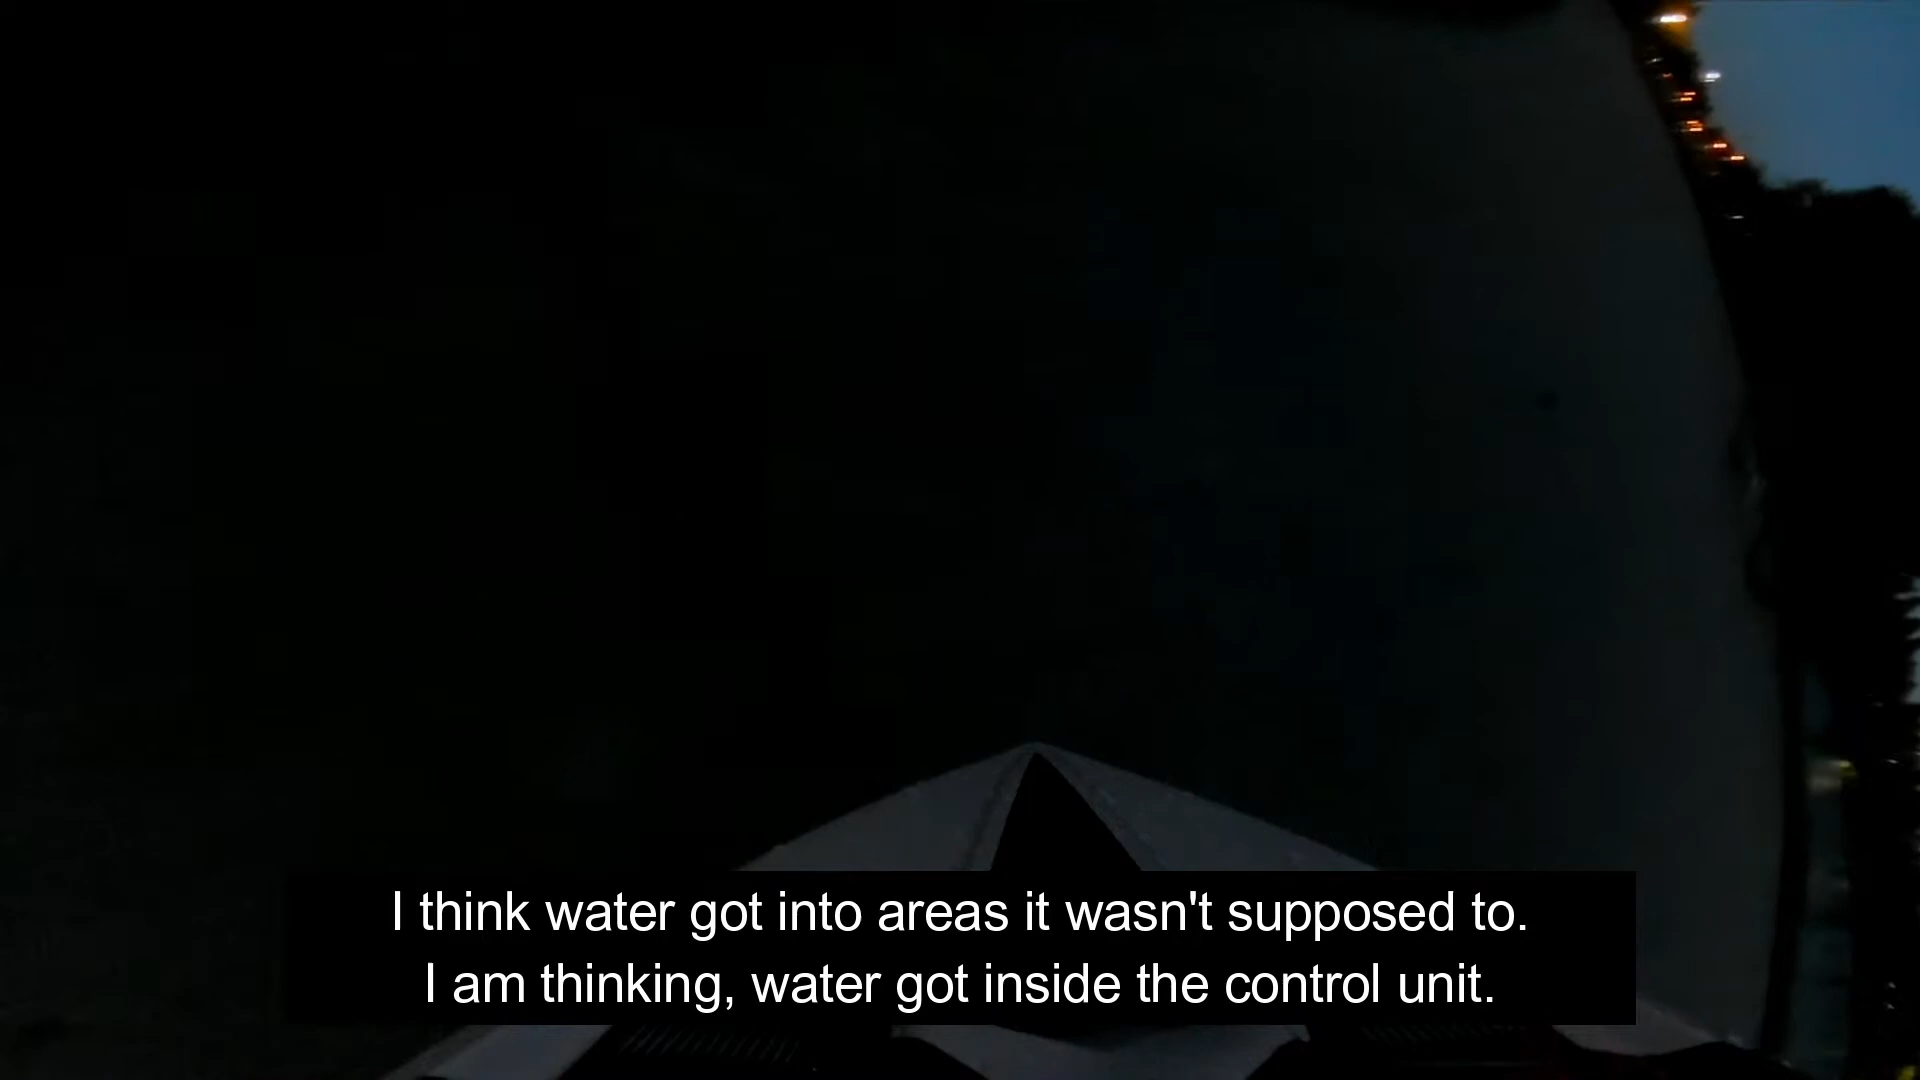 I think water got into areas it wasn't supposed to.
I am thinking, water got inside the control unit.